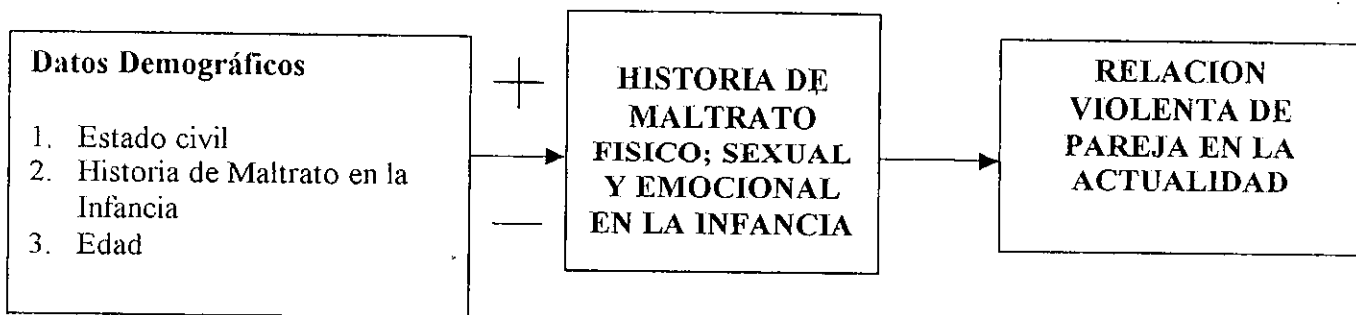 Datos Demográficos
1. Estado civil
2. Historia de Maltrato en la
Infancia
3. Edad
+
—
HISTORIA DE
MALTRATO
FISICO; SEXUAL
Y EMOCIONAL
EN LA INFANCIA
RELACION
VIOLENTA DE
PAREJA EN LA
ACTUALIDAD